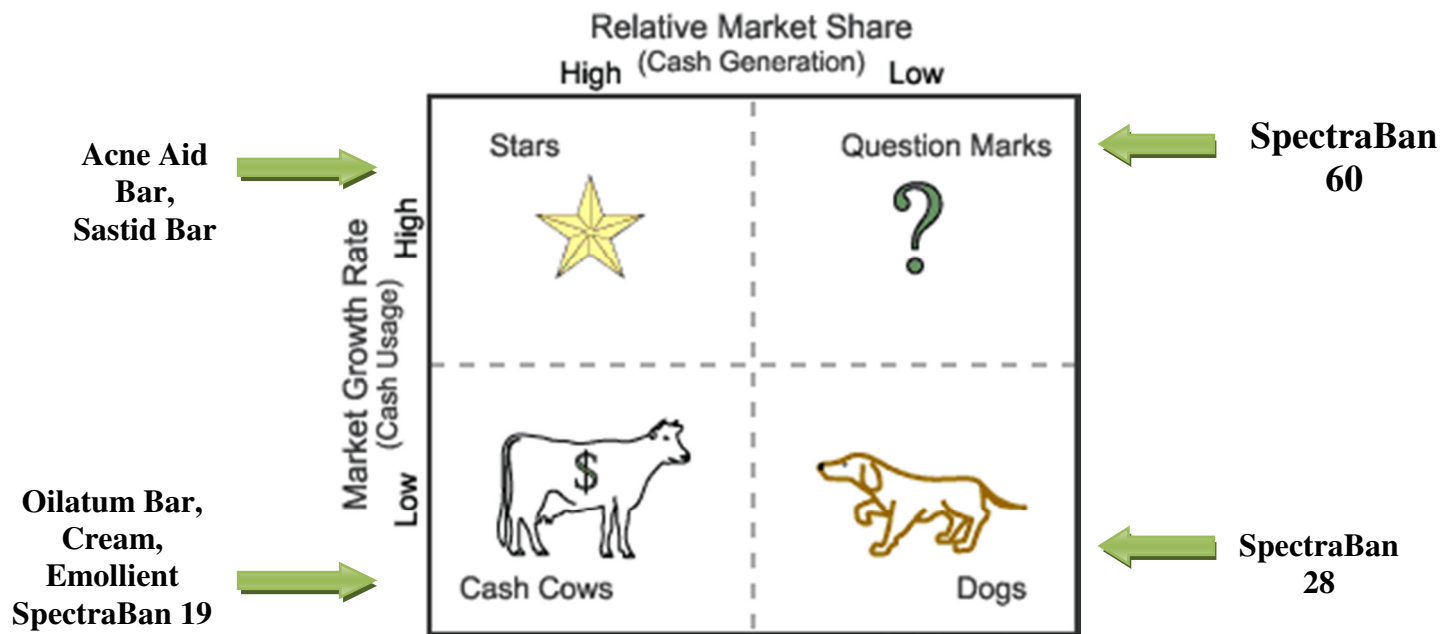 Relative Market Share
(Cash Generation)
High
Low
Acne Aid
Bar,
Sastid Bar
Stars
Question Marks
?
SpectraBan
60
Market Growth Rate
(Cash Usage)
High
Low
Oilatum Bar,
Cream,
Emollient
SpectraBan 19
$
Cash Cows
Dogs
SpectraBan
28